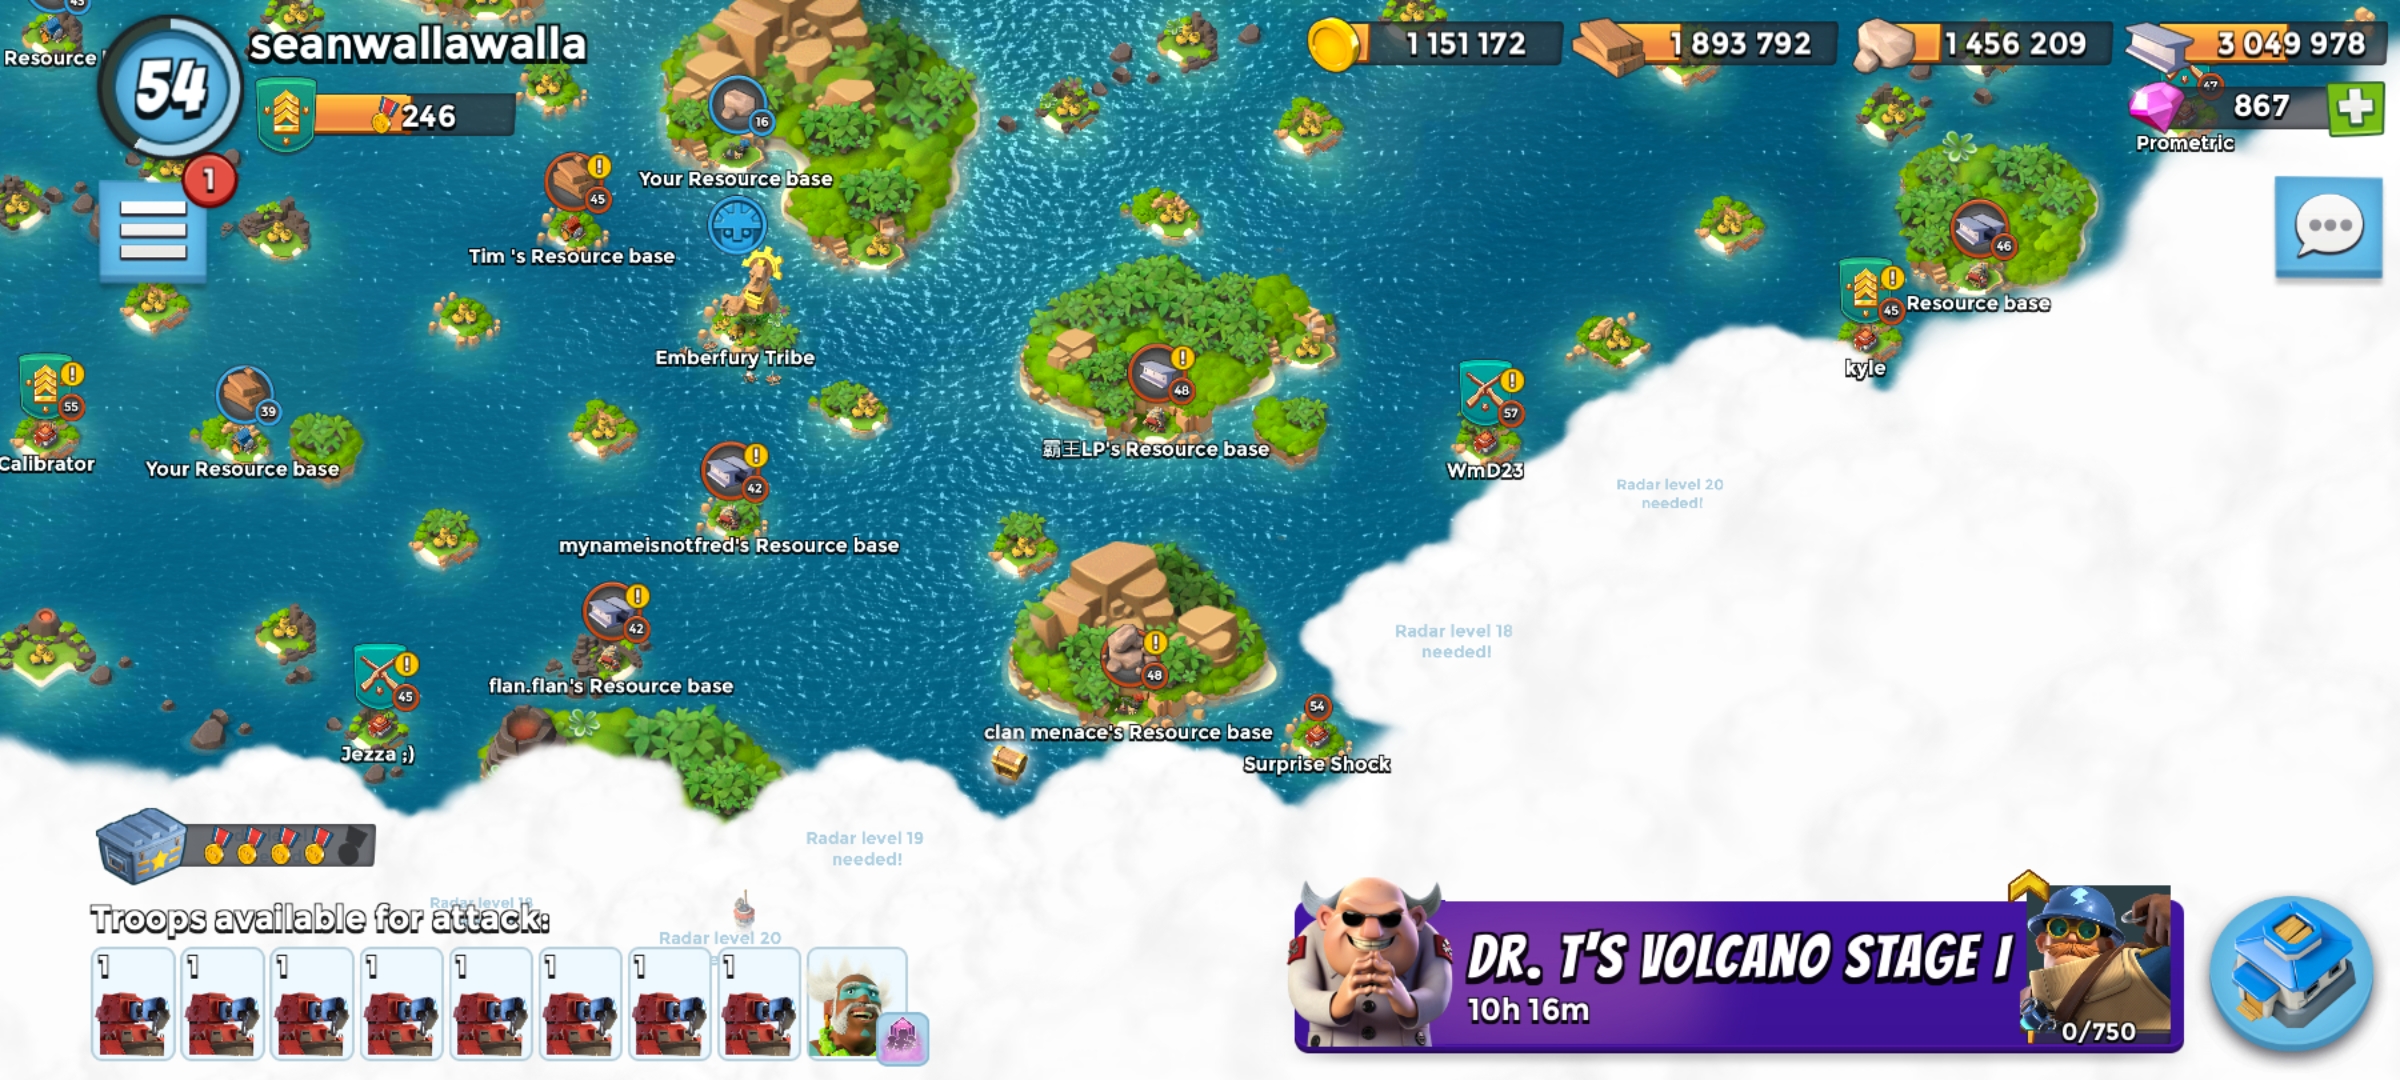 45
Resource
54
seanwallawalla
246
1
1 151 172
1 893 792
1 456 209
3 049 978
47
867
Prometric
16
Your Resource base
45
Tim 's Resource base
Emberfury Tribe
46
Resource base
45
kyle
55
Calibrator
39
Your Resource base
48
霸王LP's Resource base
57
WmD23
42
mynameisnotfred's Resource base
Radar level 20
needed!
42
flan.flan's Resource base
45
Jezza ;)
48
clan menace's Resource base
54
Surprise Shock
Radar level 18
needed!
Radar level 19
needed!
Radar level 20
Troops available for attack:
1
1
1
1
1
1
1
1
DR. T'S VOLCANO STAGE I
10h 16m
0/750